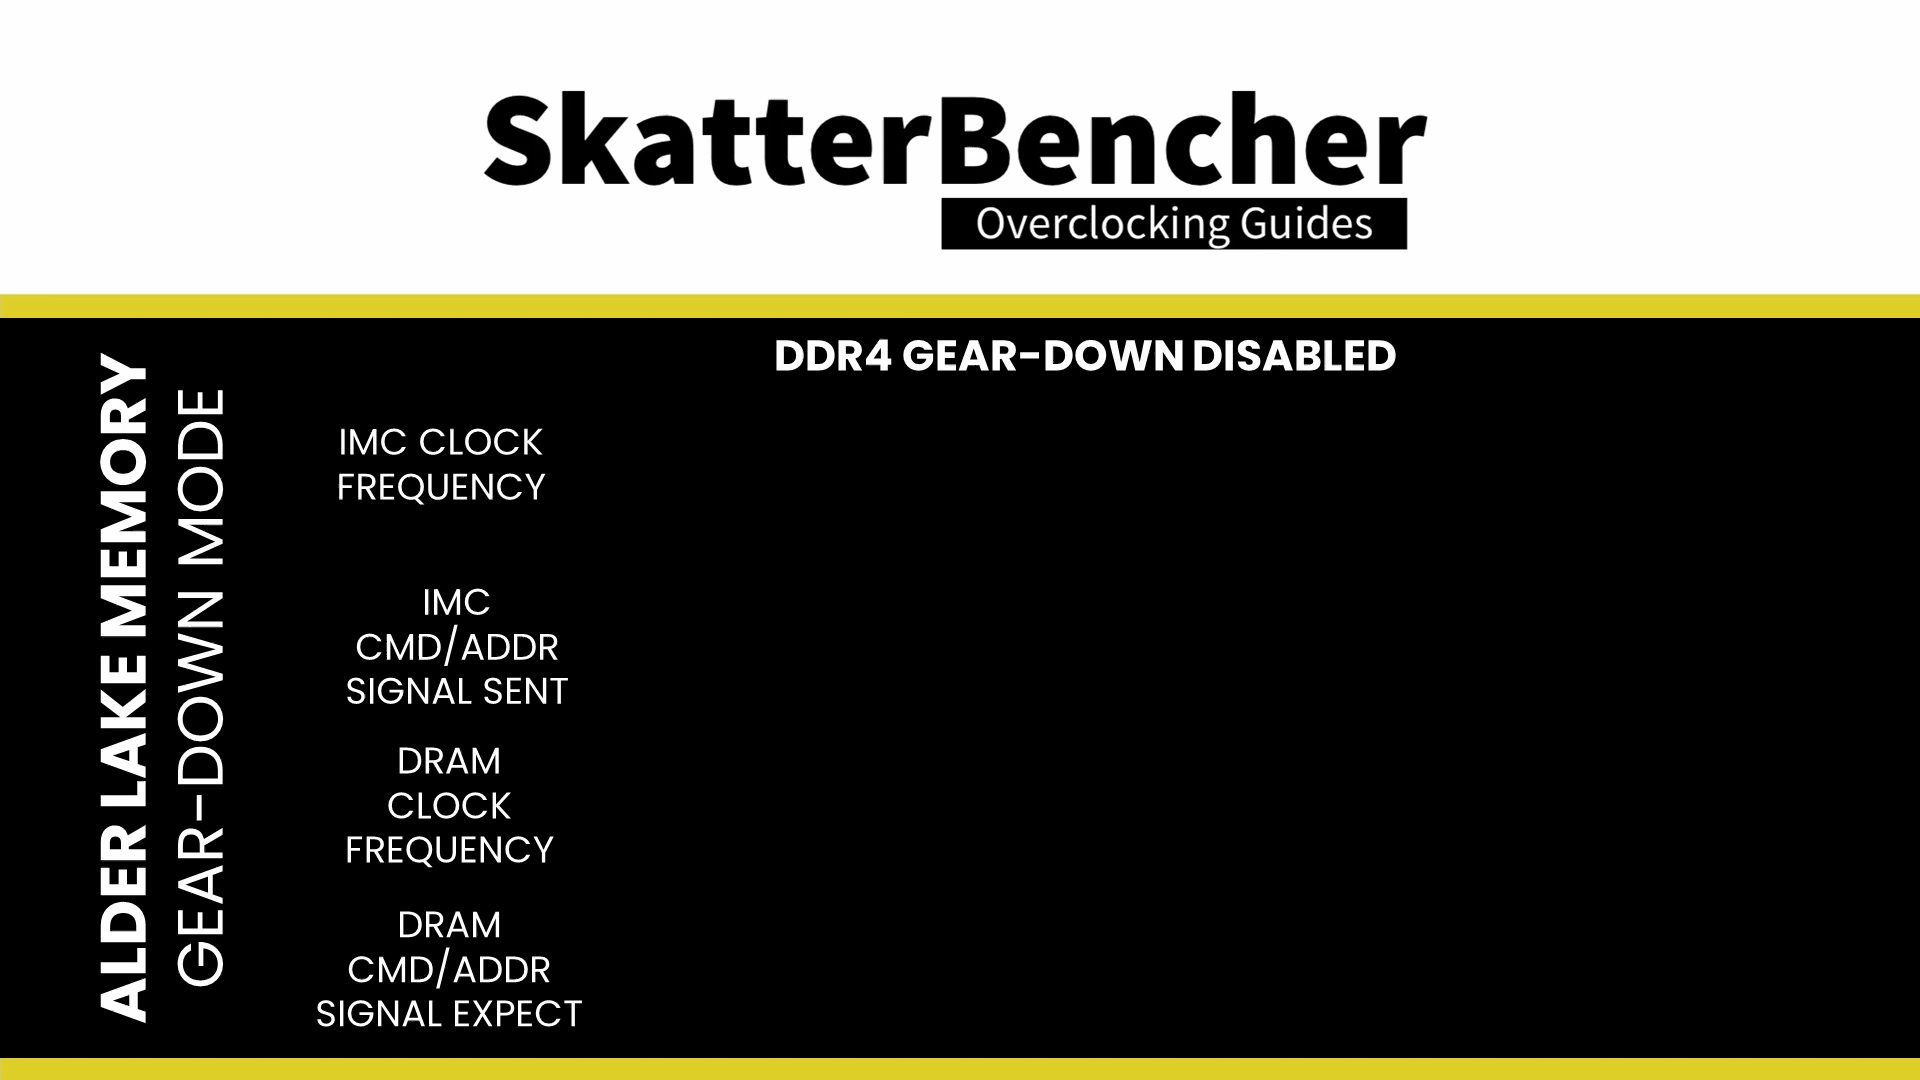 SkatterBencher
Overclocking Guides
ALDER LAKE MEMORY
GEAR-DOWN MODE
DDR4 GEAR-DOWN DISABLED
IMC CLOCK
FREQUENCY
IMC
CMD/ADDR
SIGNAL SENT
DRAM
CLOCK
FREQUENCY
DRAM
CMD/ADDR
SIGNAL EXPECT